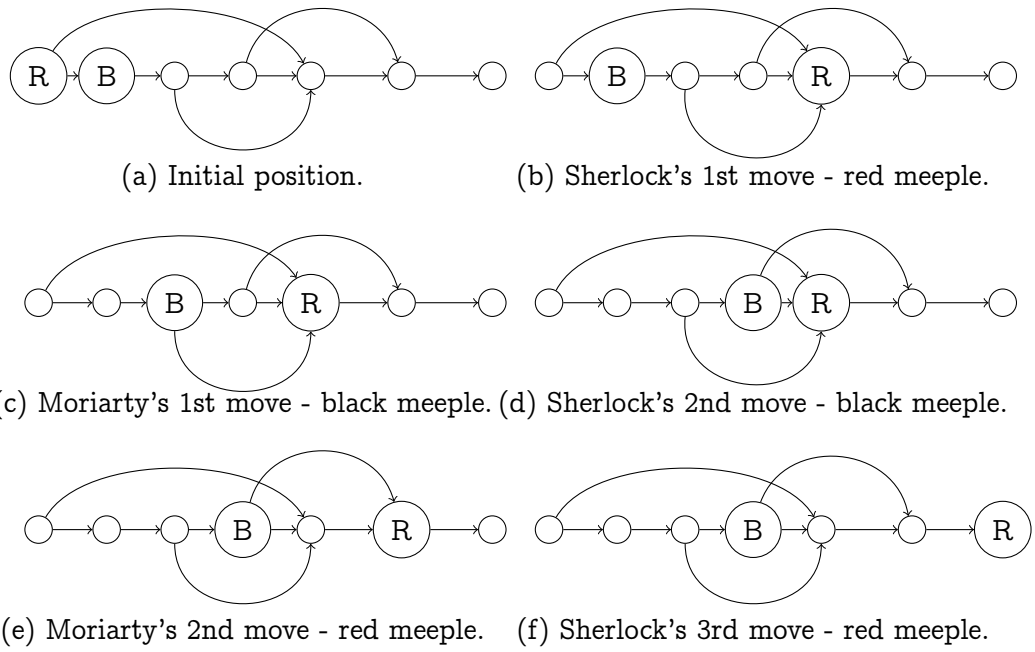 R B
(a) Initial position.
B R
(b) Sherlock's 1st move - red meeple.
B R
(c) Moriarty's 1st move - black meeple.
B R
(d) Sherlock's 2nd move - black meeple.
B R
(e) Moriarty's 2nd move - red meeple.
B R
(f) Sherlock's 3rd move - red meeple.